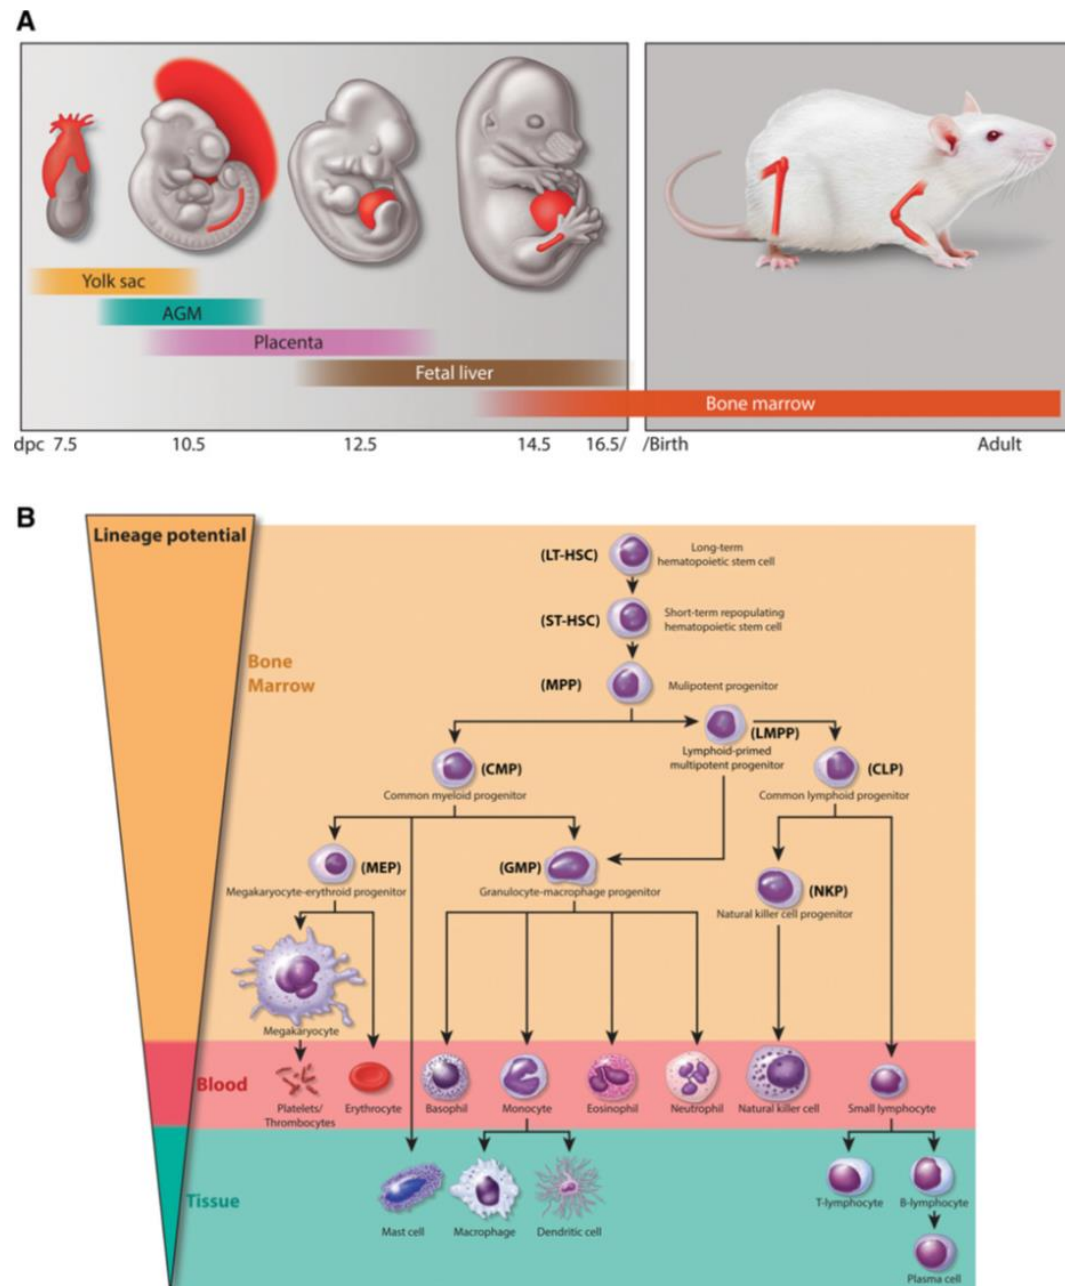 A
Yolk sac
AGM
Placenta
Fetal liver
Bone marrow
dpc 7.5 10.5 12.5 14.5 16.5/ /Birth Adult
B
Lineage potential
(LT-HSC)
Long-term
hematopoietic stem cell
(ST-HSC)
Short-term repopulating
hematopoietic stem cell
Bone
Marrow
(MPP)
Mulipotent progenitor
(LMPP)
Lymphoid-primed
multipotent progenitor
(CMP)
Common myeloid progenitor
(CLP)
Common lymphoid progenitor
(MEP)
Megakaryocyte-erythroid progenitor
(GMP)
Granulocyte-macrophage progenitor
(NKP)
Natural killer cell progenitor
Megakaryocyte
Blood
Platelets/
Thrombocytes
Erythrocyte
Basophil
Monocyte
Eosinophil
Neutrophil
Natural killer cell
Small lymphocyte
Tissue
Mast cell
Macrophage
Dendritic cell
T-lymphocyte
B-lymphocyte
Plasma cell